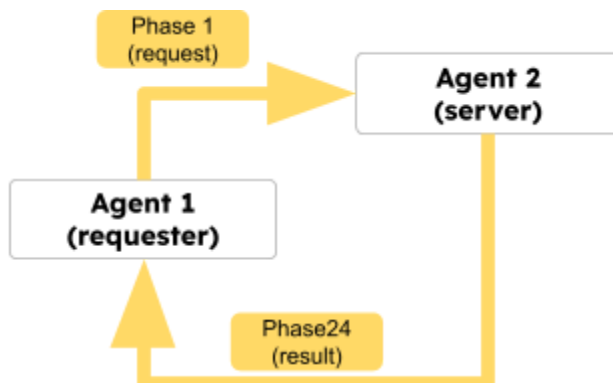 Phase 1
(request)
Agent 2
(server)
Agent 1
(requester)
Phase24
(result)